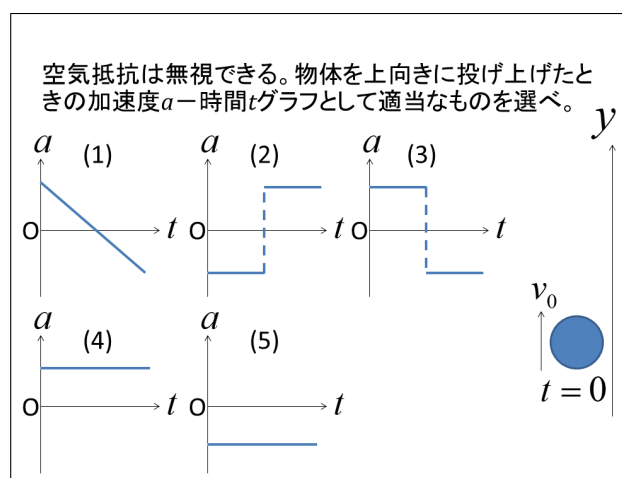 空気抵抗は無視できる。物体を上向きに投げ上げたと
きの加速度a－時間tグラフとして適当なものを選べ。
y
a (1)
O t
a (2)
O t
a (3)
O t
v₀
t = 0
a (4)
O t
a (5)
O t